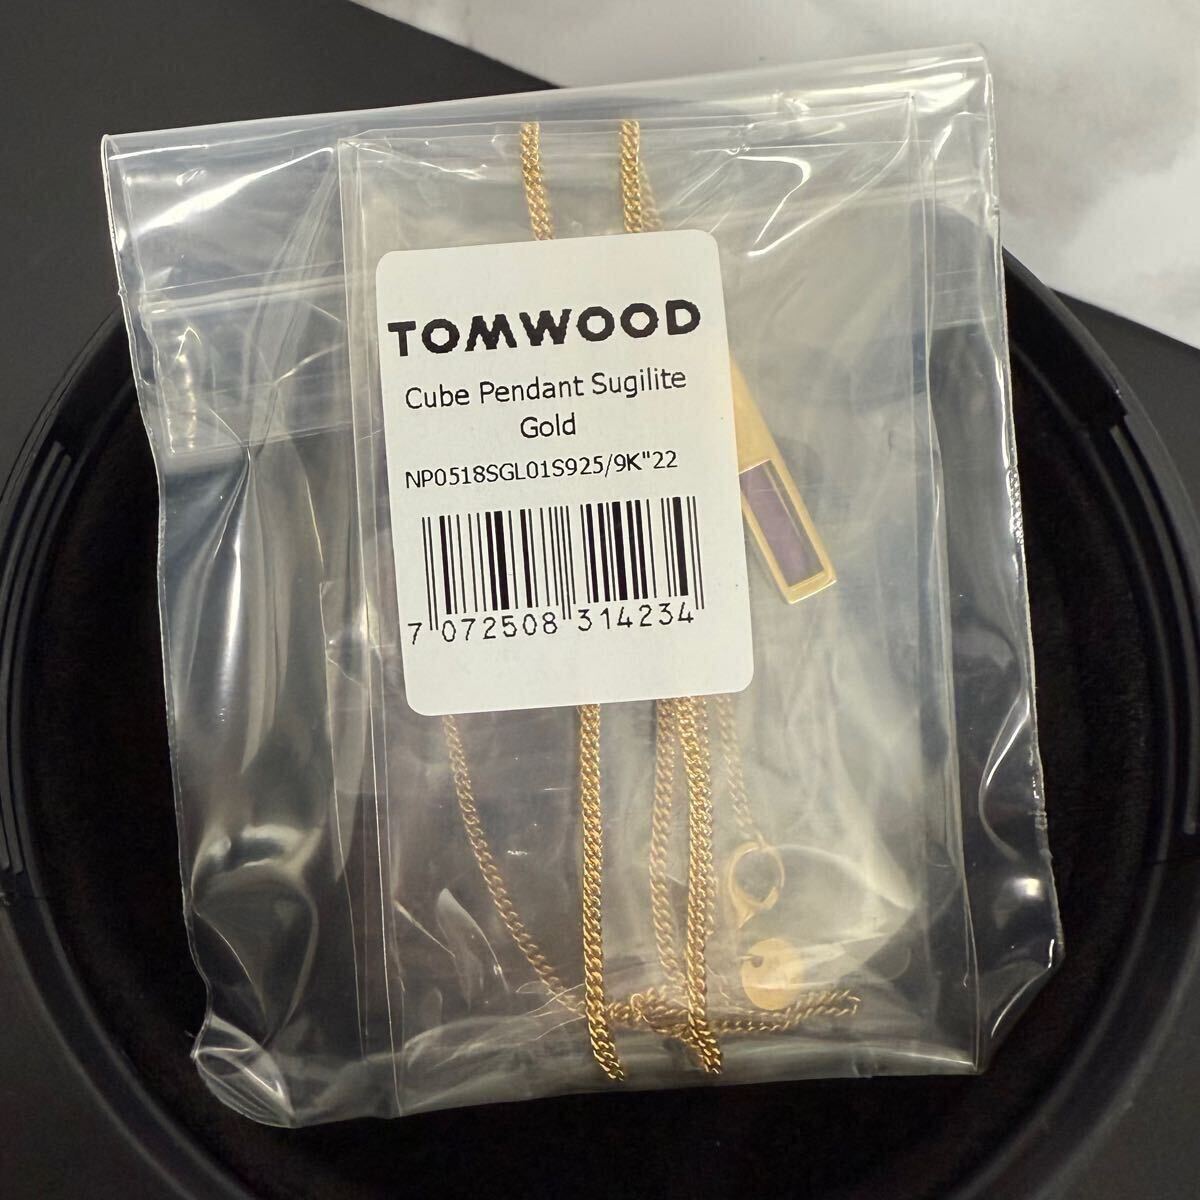 TOMWOOD
Cube Pendant Sugilite
Gold
NP0518SGL01S925/9K"22
7 072508 314234